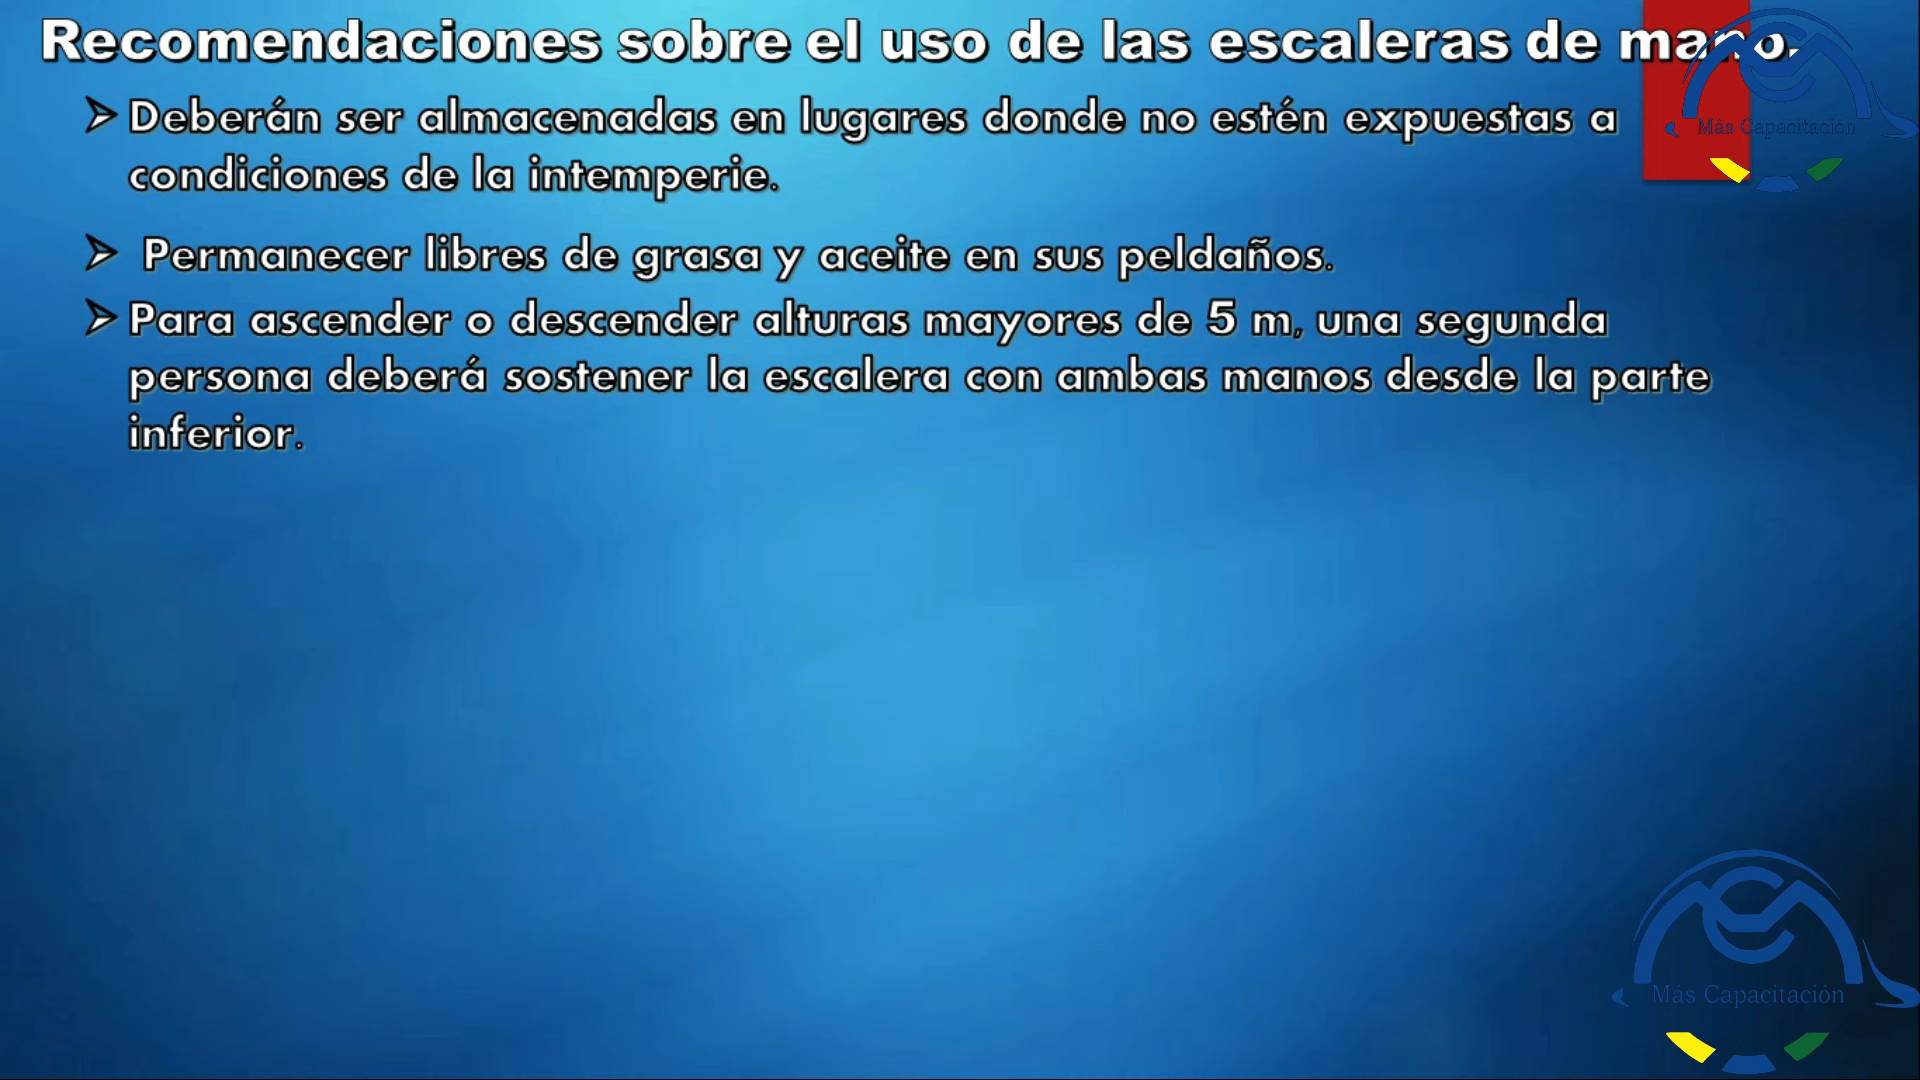 Recomendaciones sobre el uso de las escaleras de mano.
➢ Deberán ser almacenadas en lugares donde no estén expuestas a
condiciones de la intemperie.
➢ Permanecer libres de grasa y aceite en sus peldaños.
➢ Para ascender o descender alturas mayores de 5 m, una segunda
persona deberá sostener la escalera con ambas manos desde la parte
inferior.
Más Capacitación
Más Capacitación